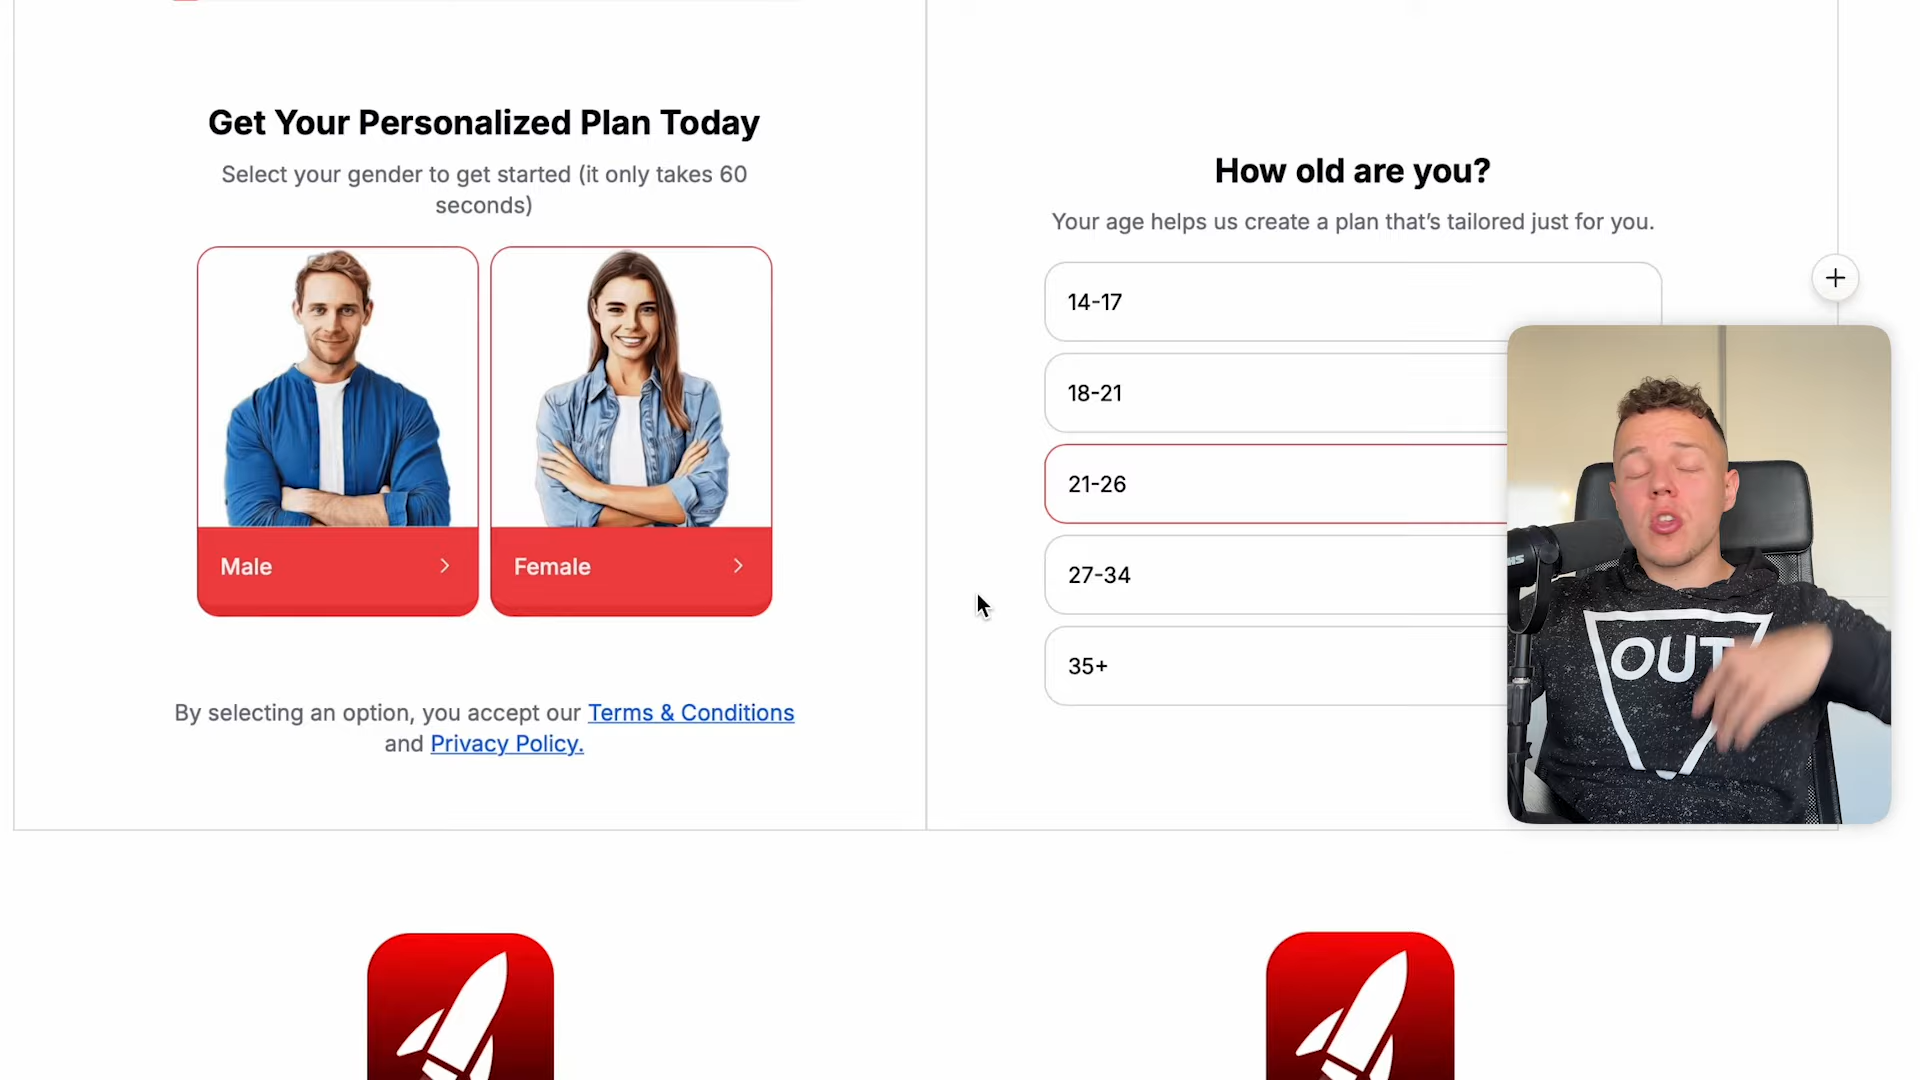 Get Your Personalized Plan Today
Select your gender to get started (it only takes 60
seconds)
Male
Female
By selecting an option, you accept our Terms & Conditions
and Privacy Policy.
How old are you?
Your age helps us create a plan that’s tailored just for you.
14-17
18-21
21-26
27-34
35+
OUT